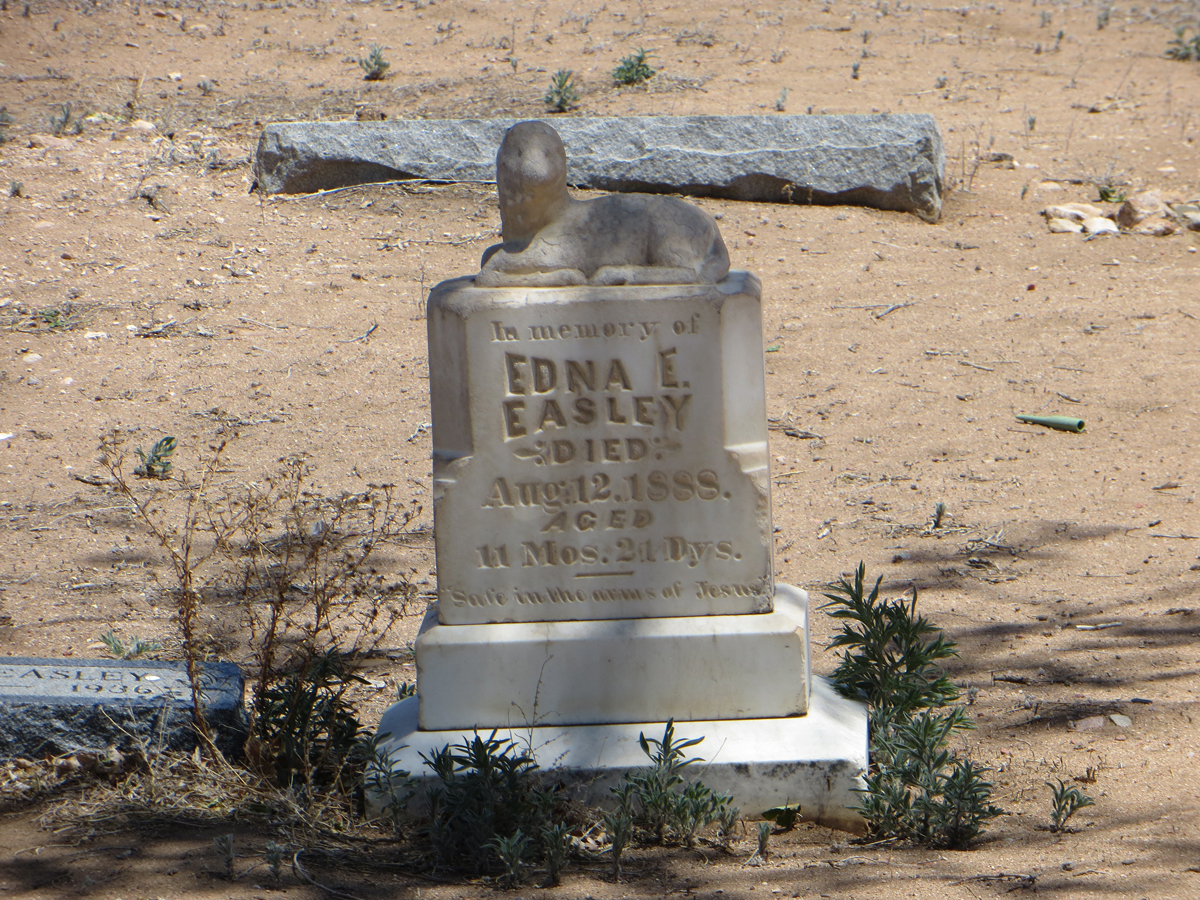 In memory of
EDNA E.
EASLEY
DIED
Aug. 12. 1888.
AGED
11 Mos. 21 Dys.
"Safe in the arms of Jesus"
EASLEY
1936